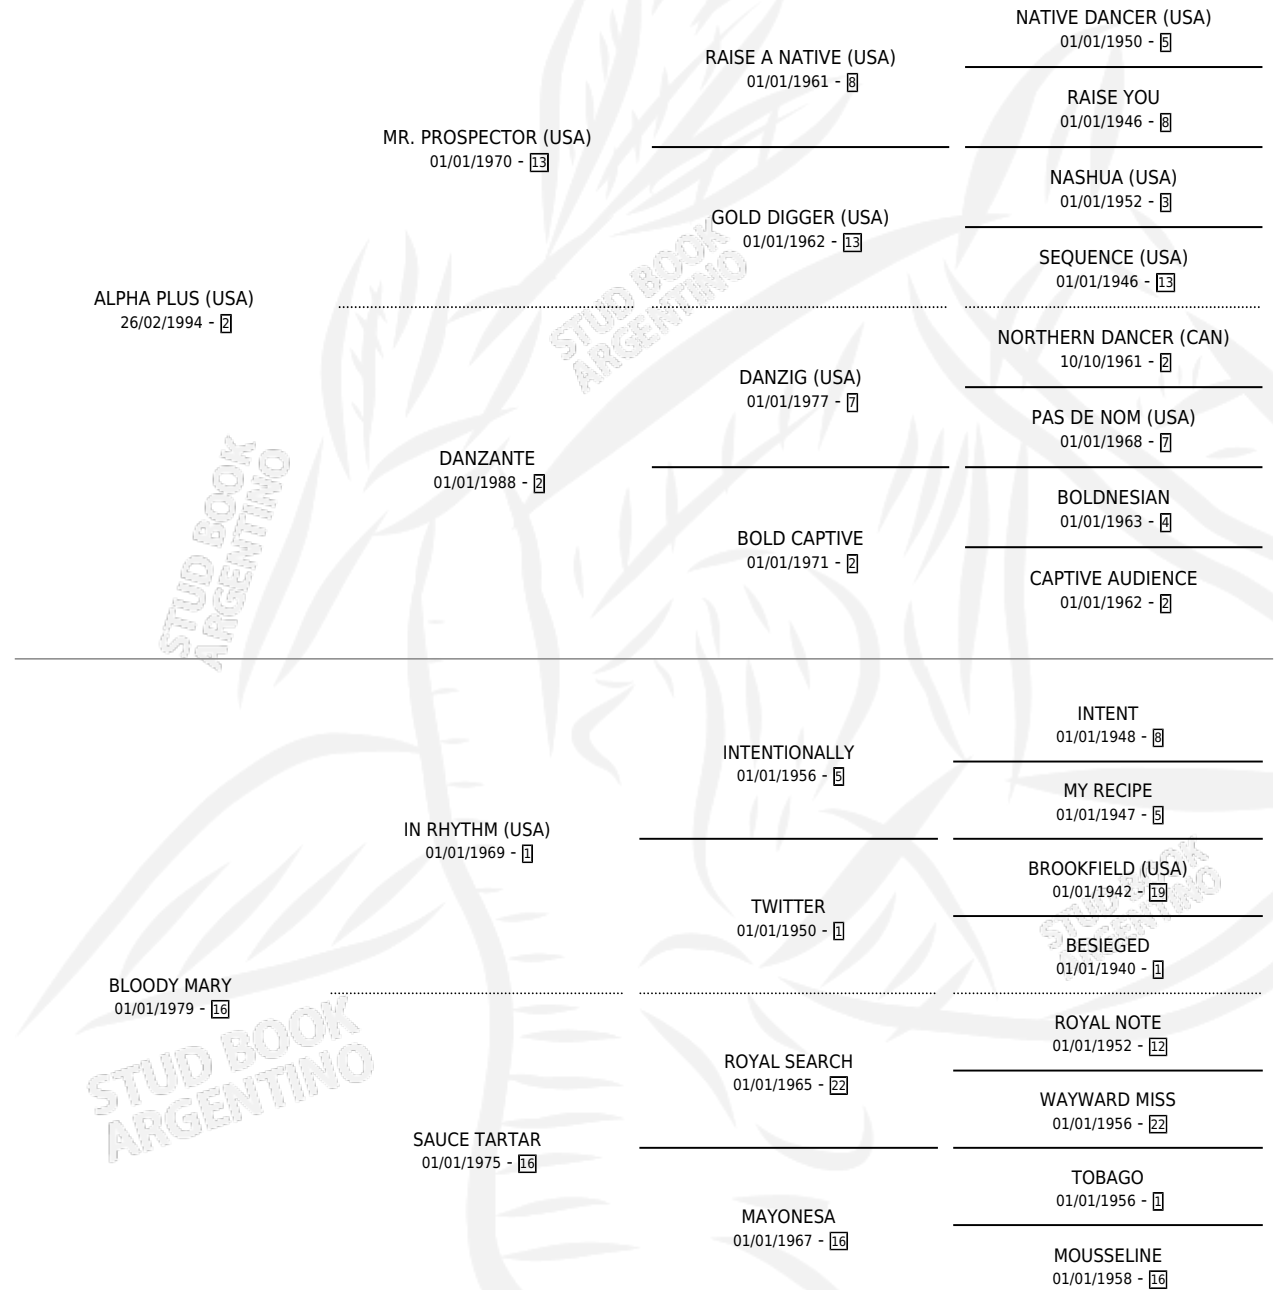 NATIVE DANCER (USA)
01/01/1950 - 5
RAISE A NATIVE (USA)
01/01/1961 - 8
RAISE YOU
01/01/1946 - 8
MR. PROSPECTOR (USA)
01/01/1970 - 13
NASHUA (USA)
01/01/1952 - 3
GOLD DIGGER (USA)
01/01/1962 - 13
SEQUENCE (USA)
01/01/1946 - 13
ALPHA PLUS (USA)
26/02/1994 - 2
NORTHERN DANCER (CAN)
10/10/1961 - 2
DANZIG (USA)
01/01/1977 - 7
PAS DE NOM (USA)
01/01/1968 - 7
DANZANTE
01/01/1988 - 2
BOLDNESIAN
01/01/1963 - 4
BOLD CAPTIVE
01/01/1971 - 2
CAPTIVE AUDIENCE
01/01/1962 - 2
INTENT
01/01/1948 - 8
INTENTIONALLY
01/01/1956 - 5
MY RECIPE
01/01/1947 - 5
IN RHYTHM (USA)
01/01/1969 - 1
BROOKFIELD (USA)
01/01/1942 - 19
TWITTER
01/01/1950 - 1
BESIEGED
01/01/1940 - 1
BLOODY MARY
01/01/1979 - 16
ROYAL NOTE
01/01/1952 - 12
ROYAL SEARCH
01/01/1965 - 22
WAYWARD MISS
01/01/1956 - 22
SAUCE TARTAR
01/01/1975 - 16
TOBAGO
01/01/1956 - 1
MAYONESA
01/01/1967 - 16
MOUSSELINE
01/01/1958 - 16
STUD BOOK
ARGENTINO
STUD BOOK
ARGENTINO
STUD BOOK
ARGENTINO
STUD BOOK
ARGENTINO